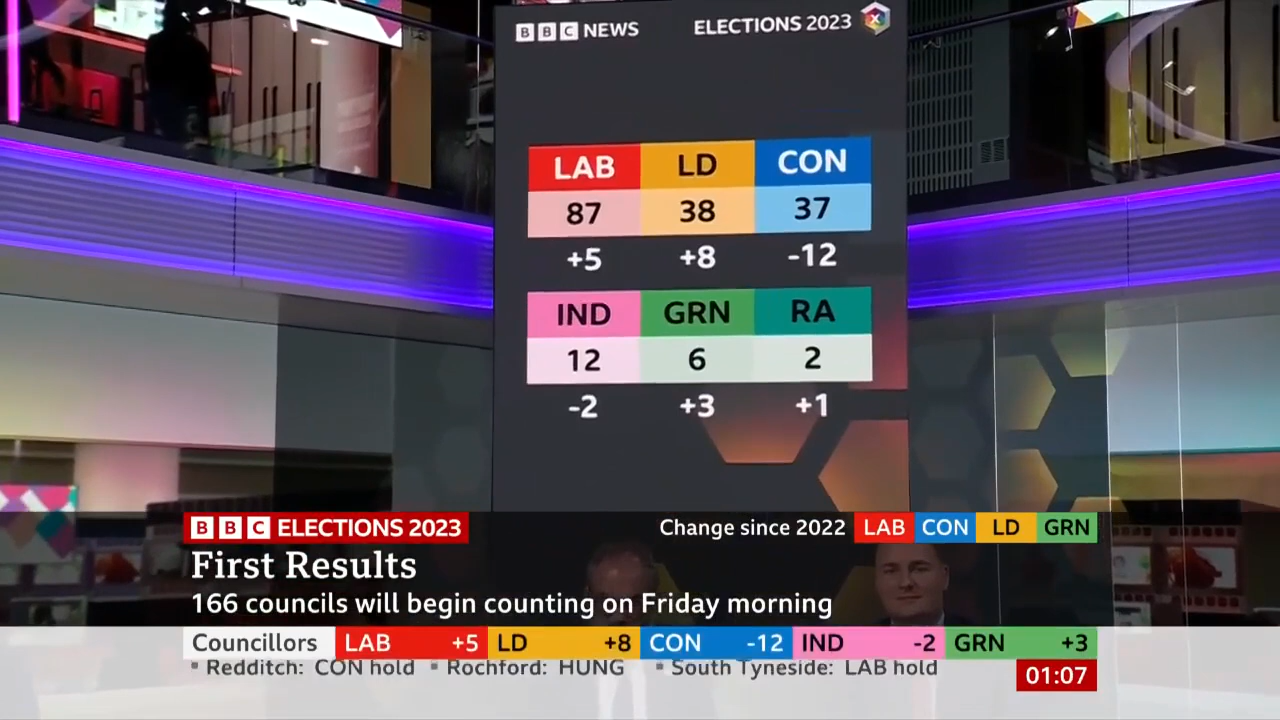 BBC NEWS ELECTIONS 2023
LAB LD CON
87 38 37
+5 +8 -12
IND GRN RA
12 6 2
-2 +3 +1
BBC ELECTIONS 2023 Change since 2022 LAB CON LD GRN
First Results
166 councils will begin counting on Friday morning
Councillors LAB +5 LD +8 CON -12 IND -2 GRN +3
▪ Redditch: CON hold ▪ Rochford: HUNG ▪ South Tyneside: LAB hold
01:07